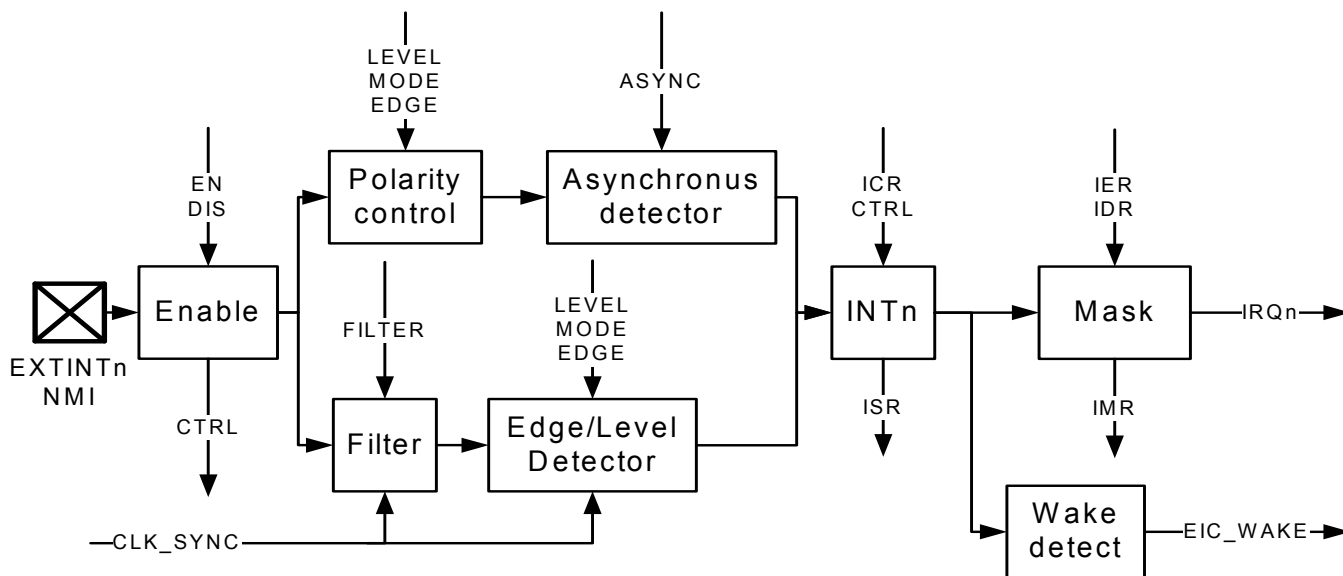 LEVEL
MODE
EDGE
ASYNC
EN
DIS
Polarity
control
Asynchronus
detector
ICR
CTRL
IER
IDR
Enable
FILTER
LEVEL
MODE
EDGE
INTn
Mask
IRQn
EXTINTn
NMI
CTRL
Filter
Edge/Level
Detector
ISR
IMR
CLK_SYNC
Wake
detect
EIC_WAKE